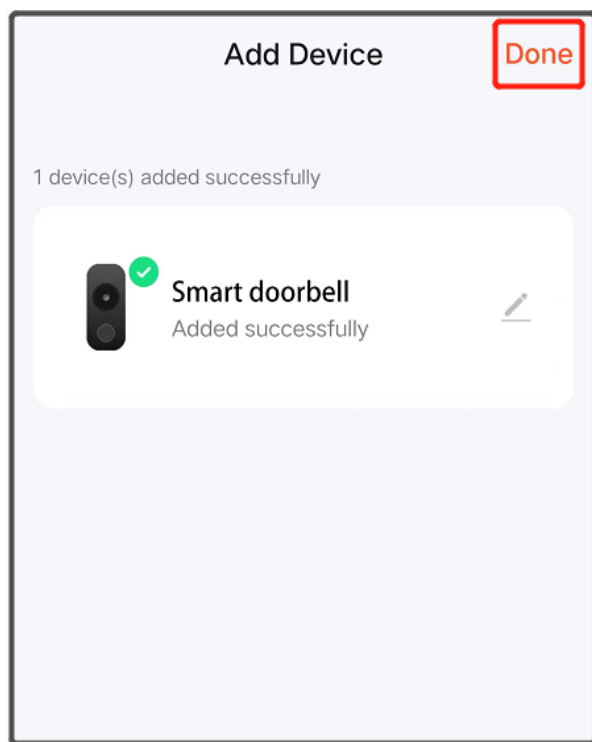 Add Device
Done
1 device(s) added successfully
Smart doorbell
Added successfully